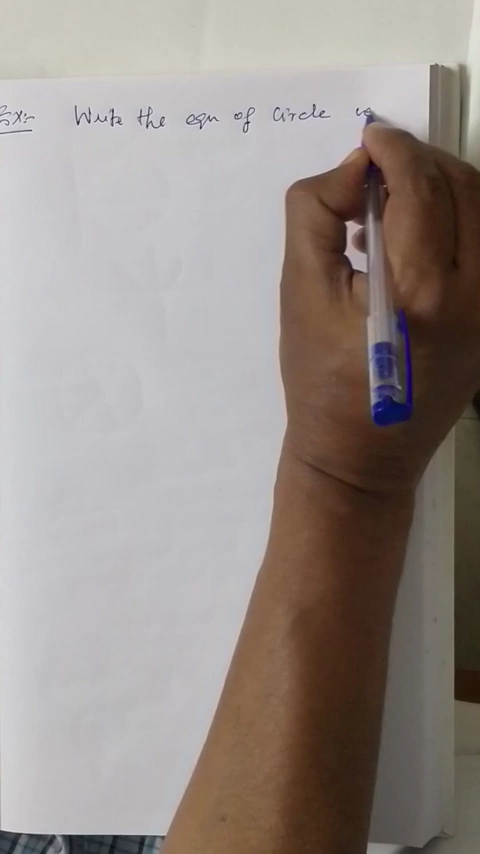 Ex:- Write the eqn of circle